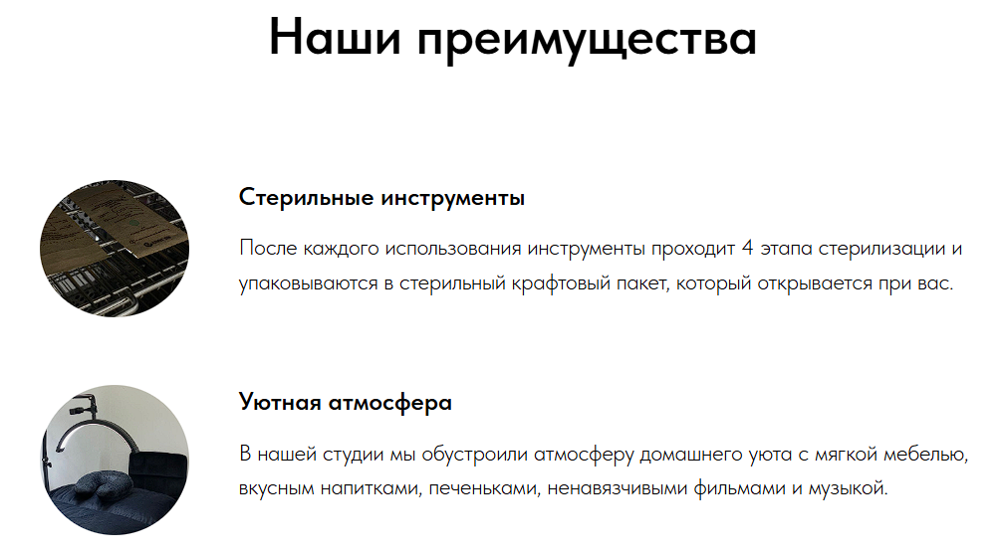 Наши преимущества
Стерильные инструменты
После каждого использования инструменты проходит 4 этапа стерилизации и
упаковываются в стерильный крафтовый пакет, который открывается при вас.
Уютная атмосфера
В нашей студии мы обустроили атмосферу домашнего уюта с мягкой мебелью,
вкусным напитками, печеньками, ненавязчивыми фильмами и музыкой.